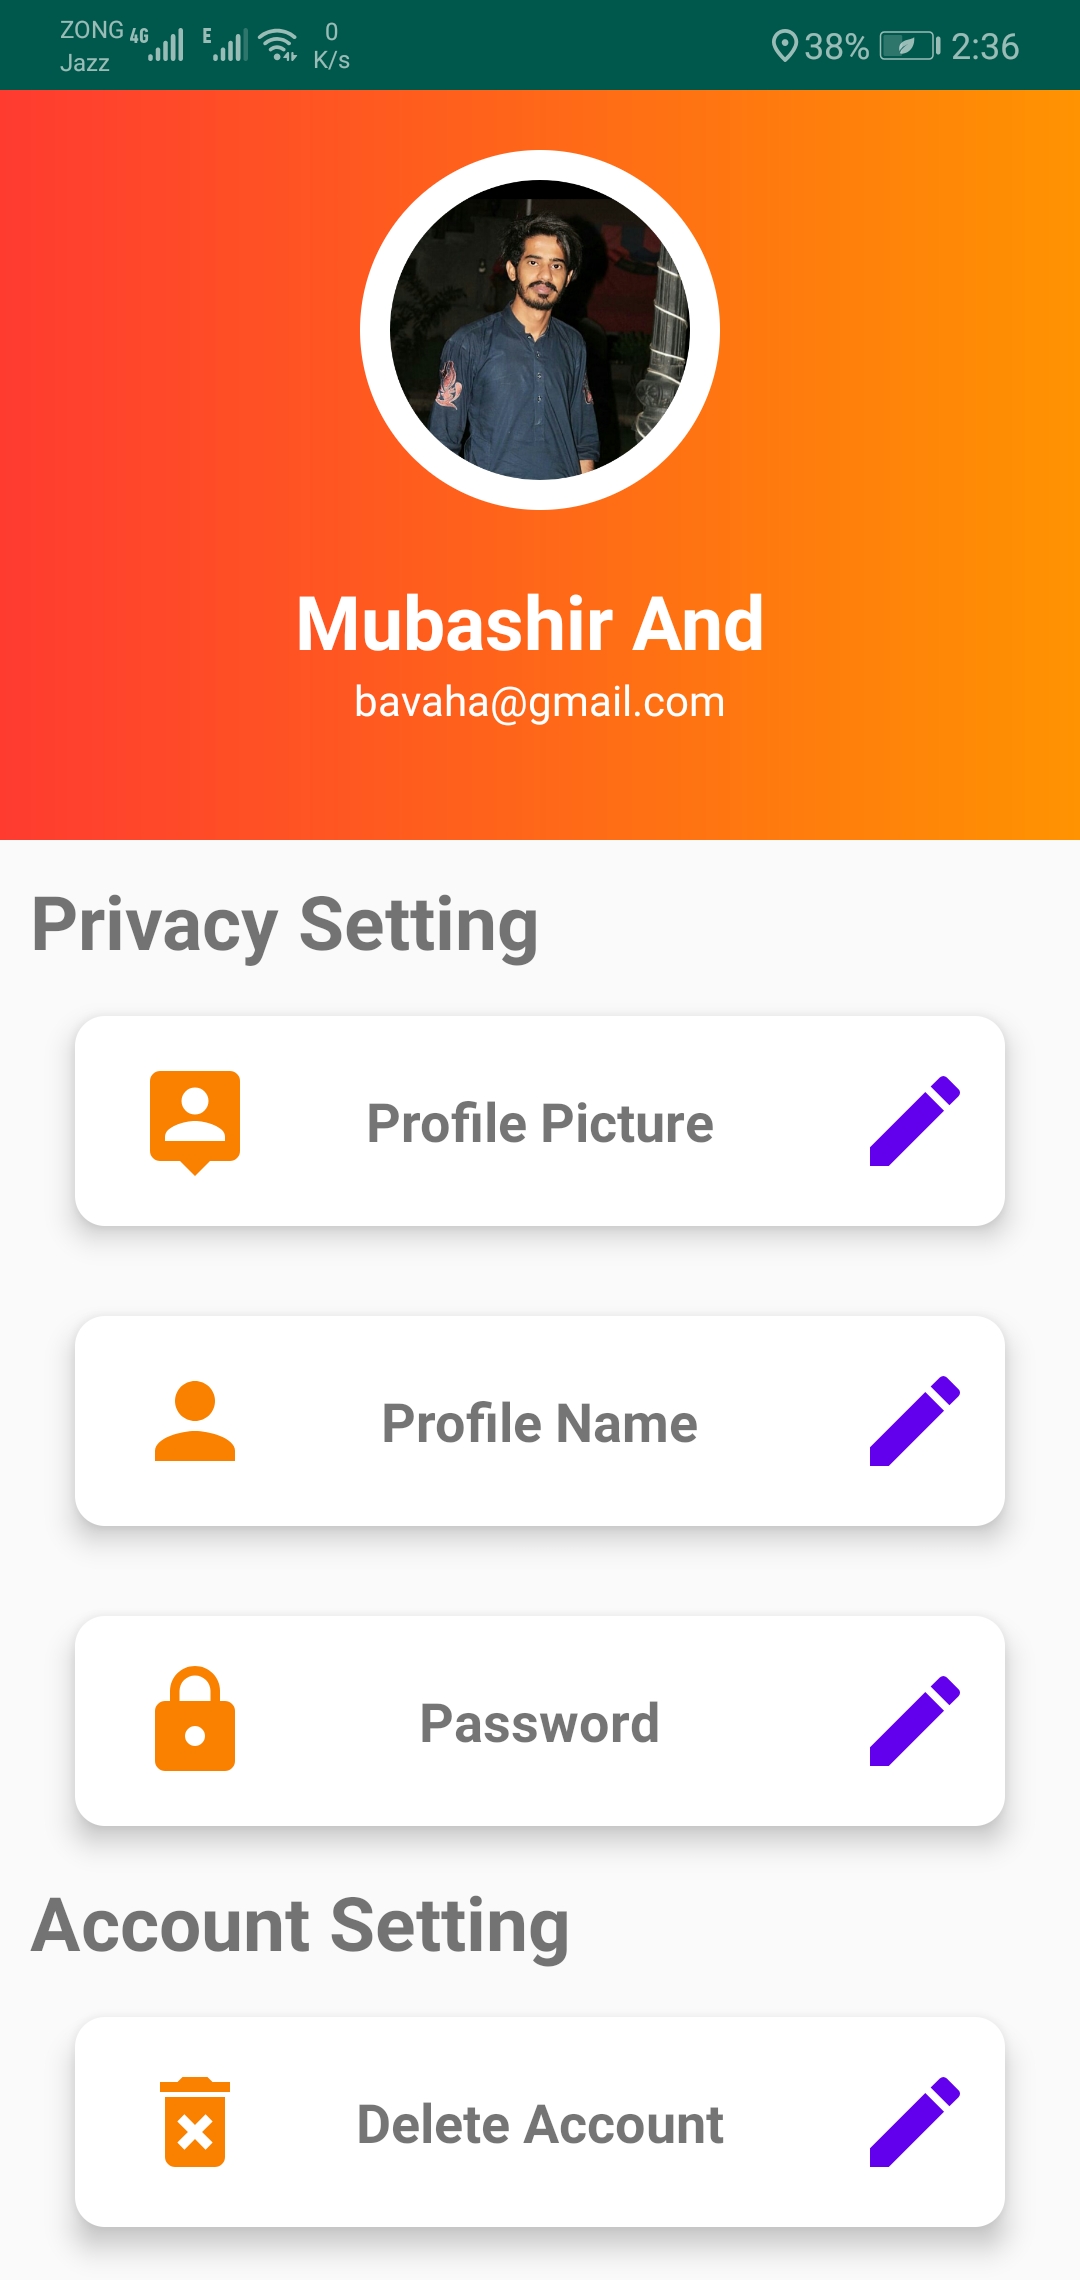 ZONG 4G E 0
Jazz K/s
38% 2:36
Mubashir And
bavaha@gmail.com
Privacy Setting
Profile Picture
Profile Name
Password
Account Setting
Delete Account